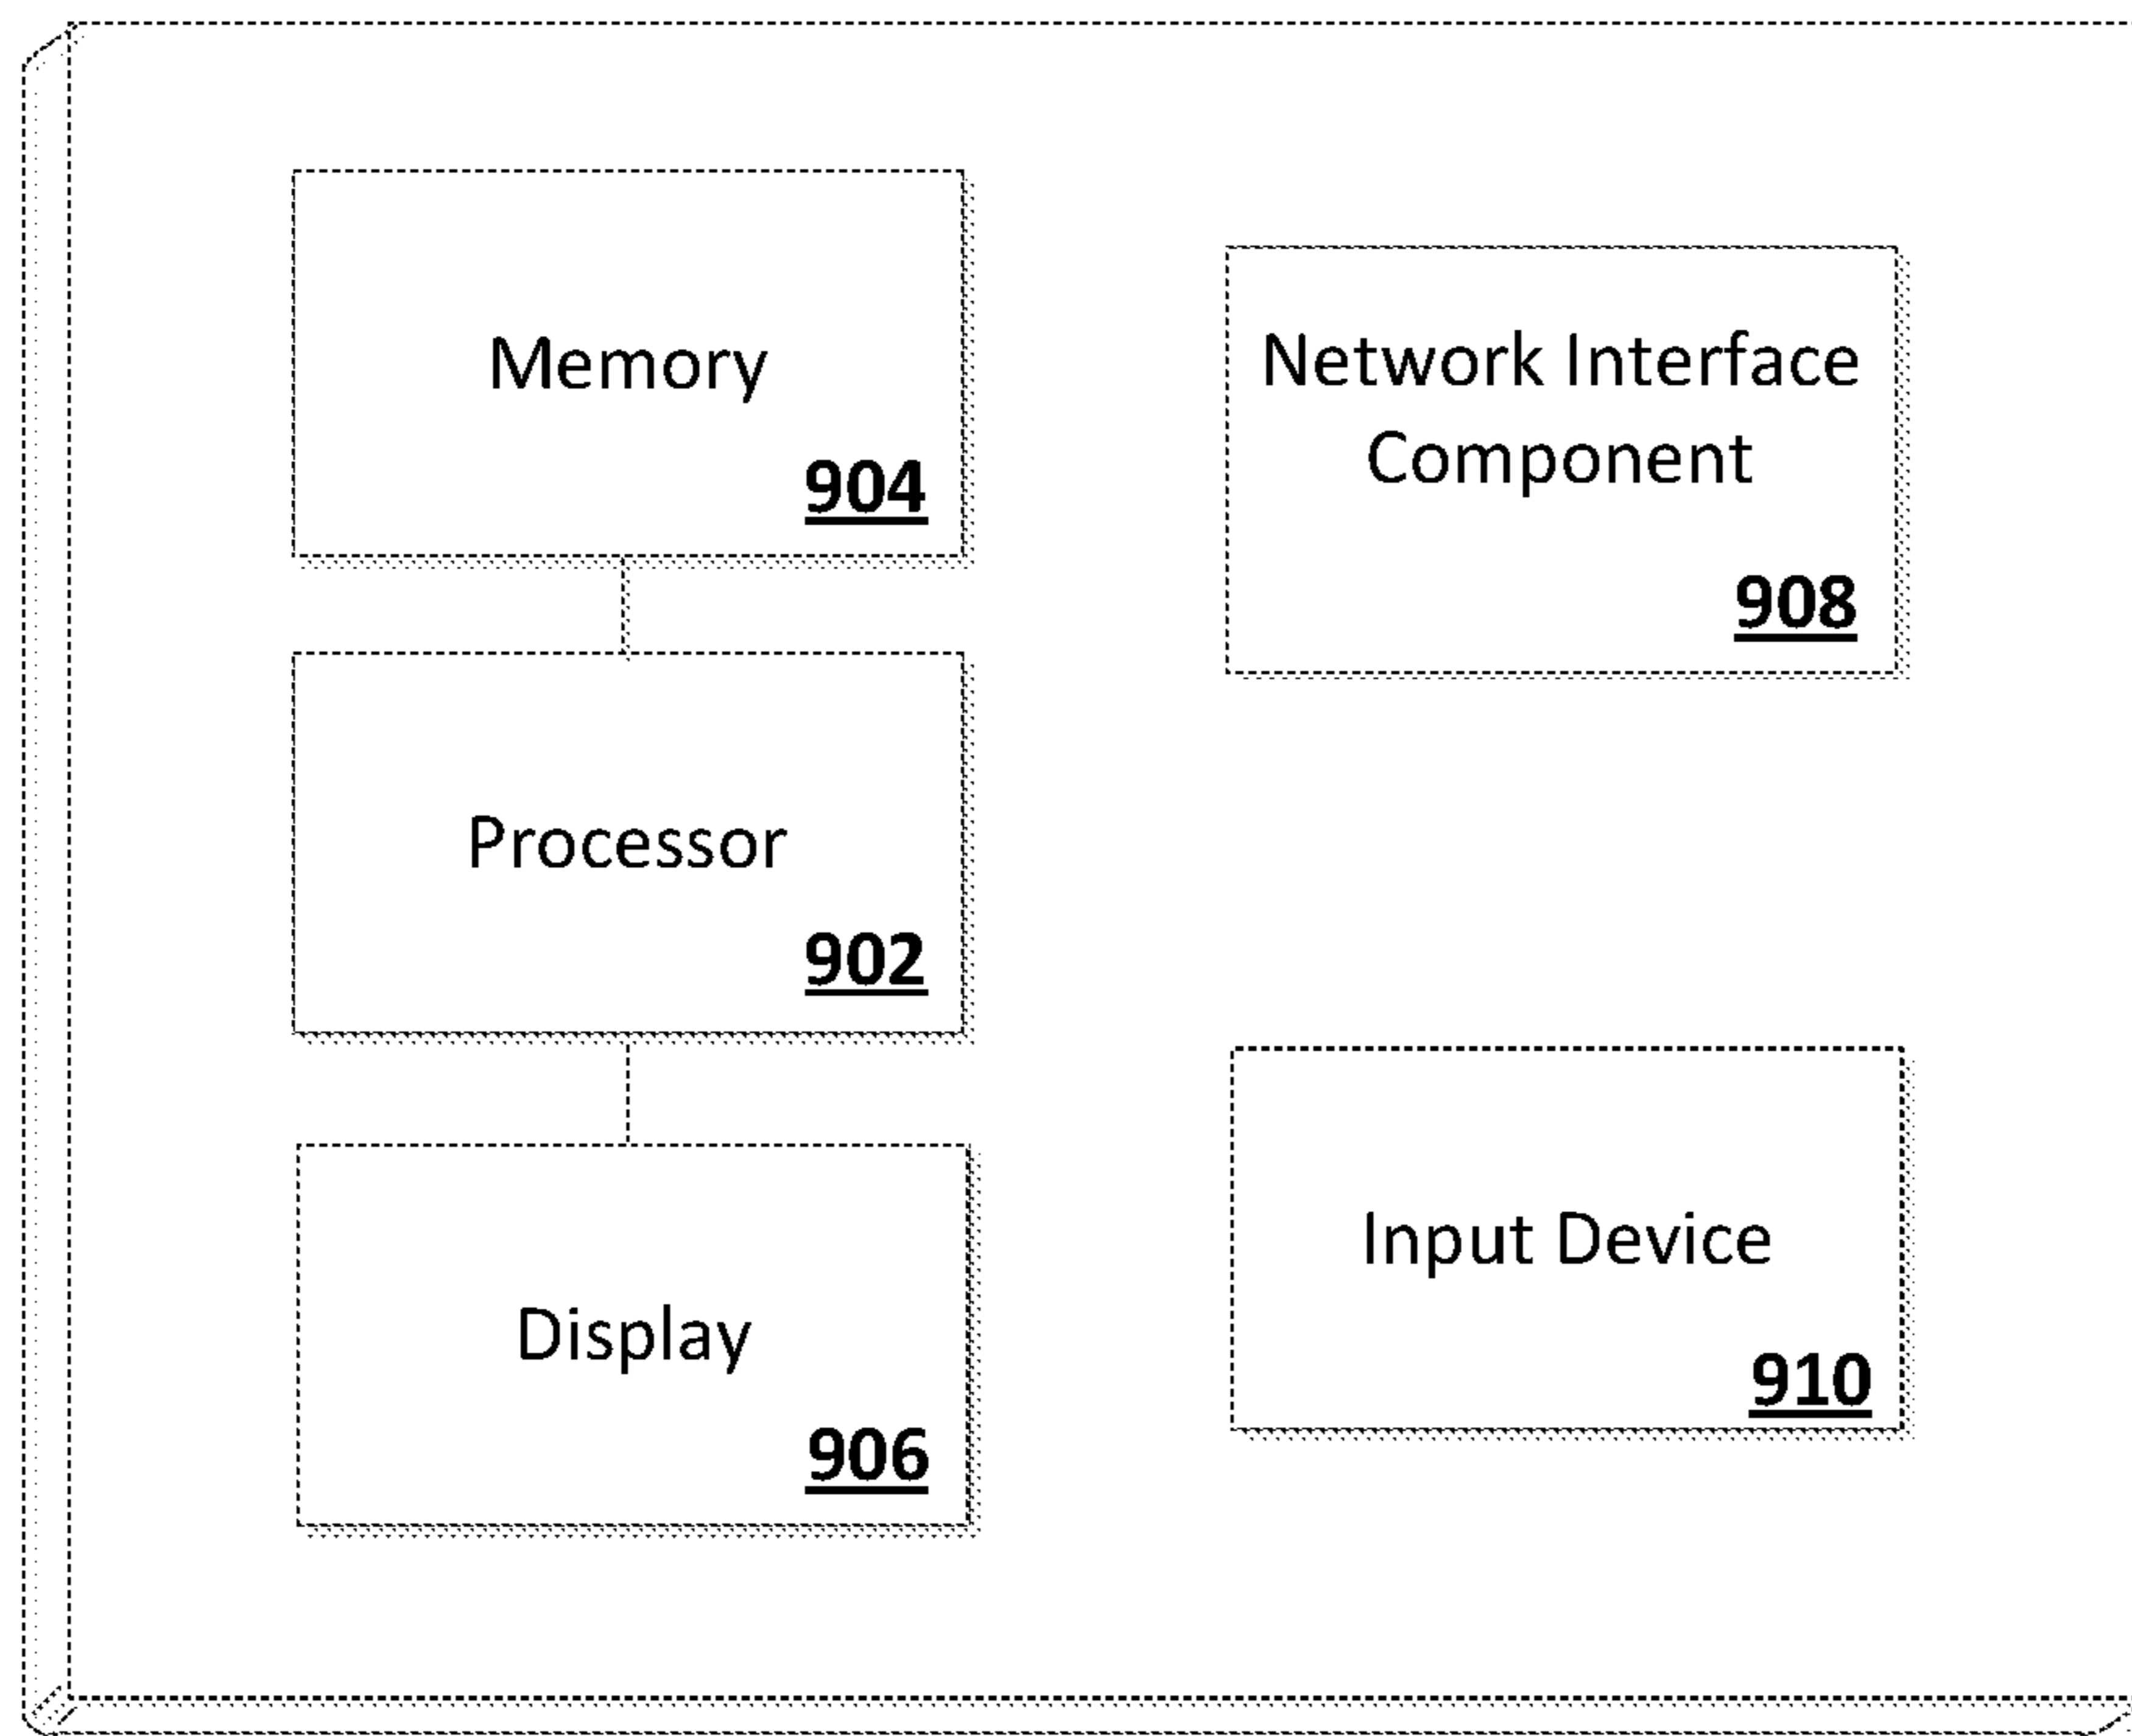 Memory
904
Network Interface
Component
908
Processor
902
Display
906
Input Device
910